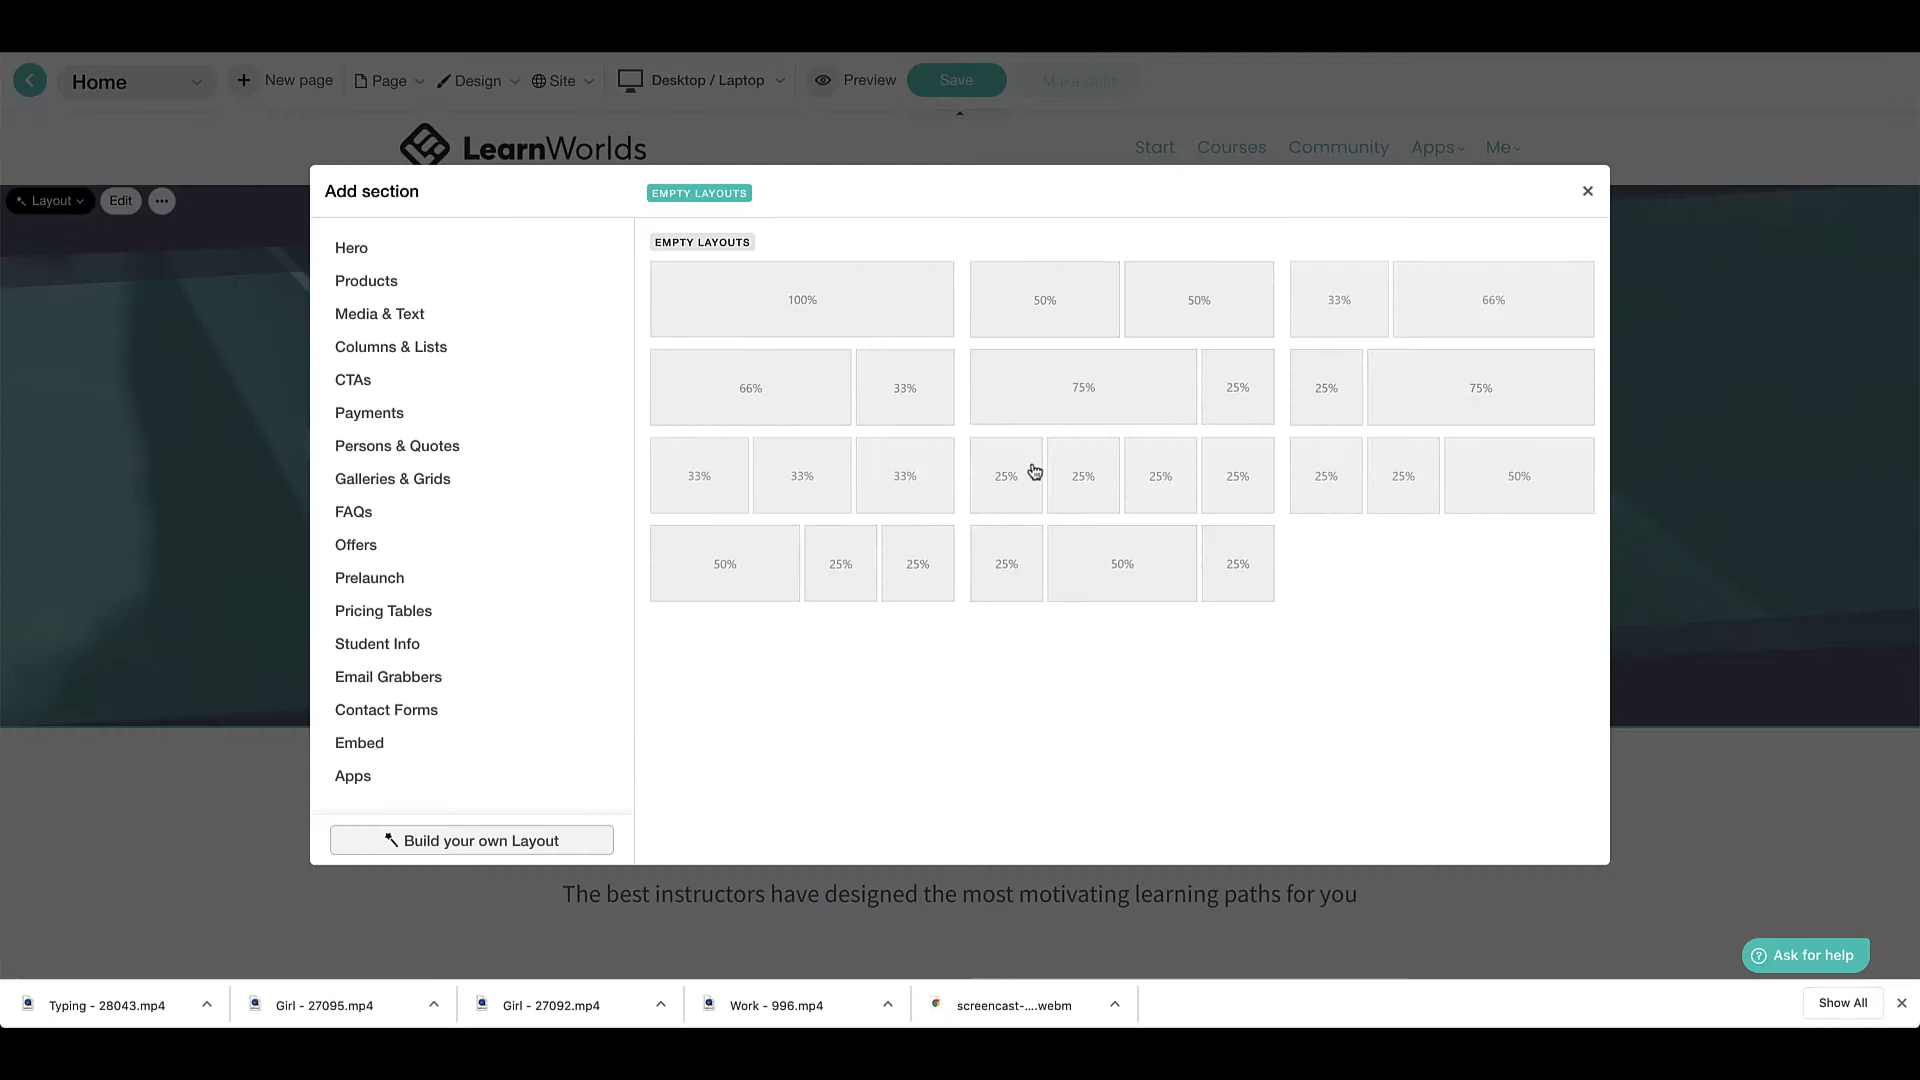 Home
New page
Page
Design
Site
Desktop / Laptop
Preview
Save
LearnWorlds
Start
Courses
Community
Apps
Me
Layout
Edit
Add section
EMPTY LAYOUTS
Hero
Products
Media & Text
Columns & Lists
CTAs
Payments
Persons & Quotes
Galleries & Grids
FAQs
Offers
Prelaunch
Pricing Tables
Student Info
Email Grabbers
Contact Forms
Embed
Apps
Build your own Layout
EMPTY LAYOUTS
100%
50% 50%
33% 66%
66% 33%
75% 25%
25% 75%
33% 33% 33%
25% 25% 25% 25%
25% 25% 50%
50% 25% 25%
25% 50% 25%
The best instructors have designed the most motivating learning paths for you
? Ask for help
Typing - 28043.mp4
Girl - 27095.mp4
Girl - 27092.mp4
Work - 996.mp4
screencast-....webm
Show All